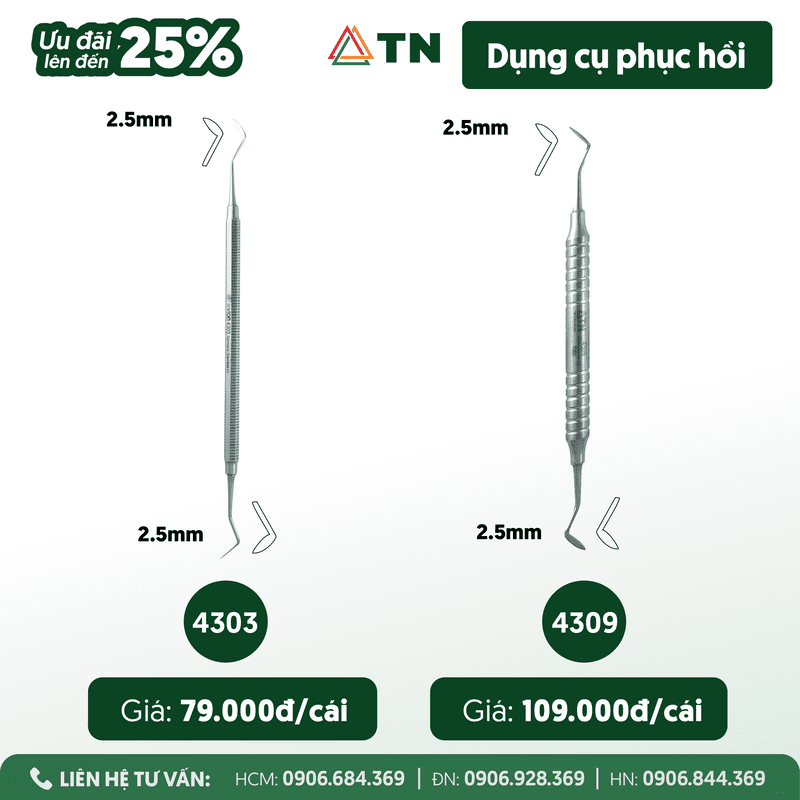 Ưu đãi
lên đến
25%
ATN
Dụng cụ phục hồi
2.5mm
2.5mm
2.5mm
2.5mm
4303
4309
Giá: 79.000đ/cái
Giá: 109.000đ/cái
LIÊN HỆ TƯ VẤN: HCM: 0906.684.369 | ĐN: 0906.928.369 | HN: 0906.844.369